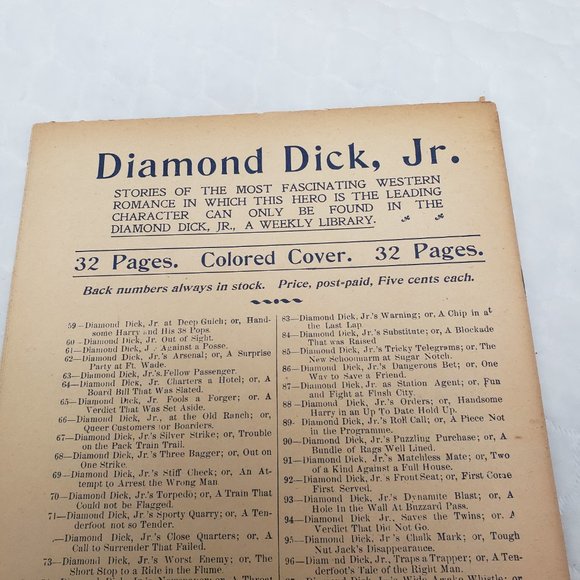 Diamond Dick, Jr.
STORIES OF THE MOST FASCINATING WESTERN
ROMANCE IN WHICH THIS HERO IS THE LEADING
CHARACTER CAN ONLY BE FOUND IN THE
DIAMOND DICK, JR., A WEEKLY LIBRARY.
32 Pages. Colored Cover. 32 Pages.
Back numbers always in stock. Price, post-paid, Five cents each.
59—Diamond Dick, Jr. at Deep Gulch; or, Hand-
some Harry and His 38 Pops.
60—Diamond Dick, Jr. Out of Sight.
61—Diamond Dick, J Against a Posse.
62—Diamond Dick, Jr.'s Arsenal; or, A Surprise
Party at Ft. Wade.
63—Diamond Dick, Jr.'s Fellow Passenger.
64—Diamond Dick, Jr. Charters a Hotel; or, A
Board Bill That Was Slated.
65—Diamond Dick, Jr. Fools a Forger; or, A
Verdict That Was Set Aside.
66—Diamond Dick, Jr., at the Old Ranch; or,
Queer Customers for Boarders.
67—Diamond Dick, Jr.'s Silver Strike; or, Trouble
on the Pack Train Trail.
68—Diamond Dick, Jr.'s Three Bagger; or, Out on
One Strike.
69—Diamond Dick, Jr.'s Stiff Check; or, An At-
tempt to Arrest the Wrong Man
70—Diamond Dick, Jr.'s Torpedo; or, A Train That
Could not be Flagged.
71—Diamond Dick, Jr.'s Sporty Quarry; or, A Ten-
derfoot not so Tender.
Diamond Dick, Jr.'s Close Quarters; or, A
Call to Surrender That Failed.
73—Diamond Dick, Jr.'s Worst Enemy; or, The
Short Stop to a Ride in the Flume.
83—Diamond Dick, Jr.'s Warning; or, A Chip in at
the Last Lap.
84—Diamond Dick, Jr.'s Substitute; or, A Blockade
That was Raised
85—Diamond Dick, Jr.'s Tricky Telegrams; or, The
New Schoolmarm at Sugar Notch.
86—Diamond Dick, Jr.'s Dangerous Bet; or, One
Way to Save a Friend.
87—Diamond Dick, Jr. as Station Agent; or, Fun
and Fight at Flush City.
88—Diamond Dick, Jr.'s Orders; or, Handsome
Harry in an Up To Date Hold Up.
89—Diamond Dick, Jr.'s Roll Call; or, A Piece Not
in the Programme.
90—Diamond Dick, Jr.'s Puzzling Purchase; or, A
Bundle of Rags Well Lined.
91—Diamond Dick, Jr.'s Matchless Mate; or, Two
of a Kind Against a Full House.
92—Diamond Dick, Jr.'s Front Seat; or, First Come
First Served.
93—Diamond Dick, Jr.'s Dynamite Blast; or, A
Hole In the Wall At Buzzard Pass.
94—Diamond Dick, Jr., Saves the Twins; or, A
Verdict That Did Not Go.
95—Diamond Dick, Jr.'s Chalk Mark; or, Tough
Nut Jack's Disappearance.
96—Diamond Dick, Jr., Traps a Trapper; or, A Ten-
derfoot's Tale of the Right Man.